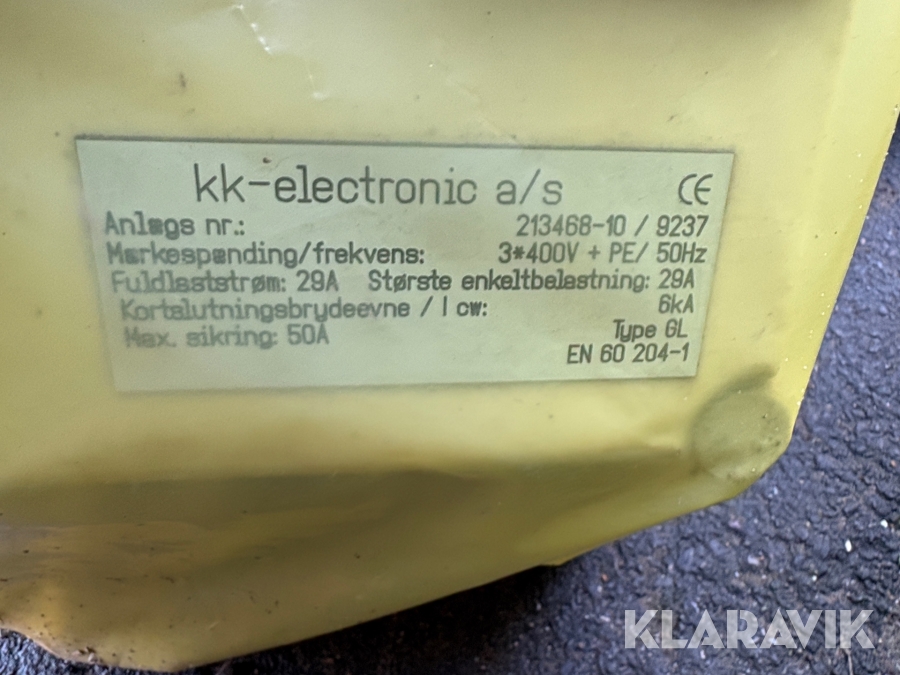 kk-electronic a/s CE
Anlægs nr.: 213468-10 / 9237
Mærkespænding/frekvens: 3*400V + PE/ 50Hz
Fuldlaststrøm: 29A Største enkeltbelastning: 29A
Kortslutningsbrydeevne / I cw: 6kA
Max. sikring: 50A Type GL
EN 60 204-1
KLARAVIK